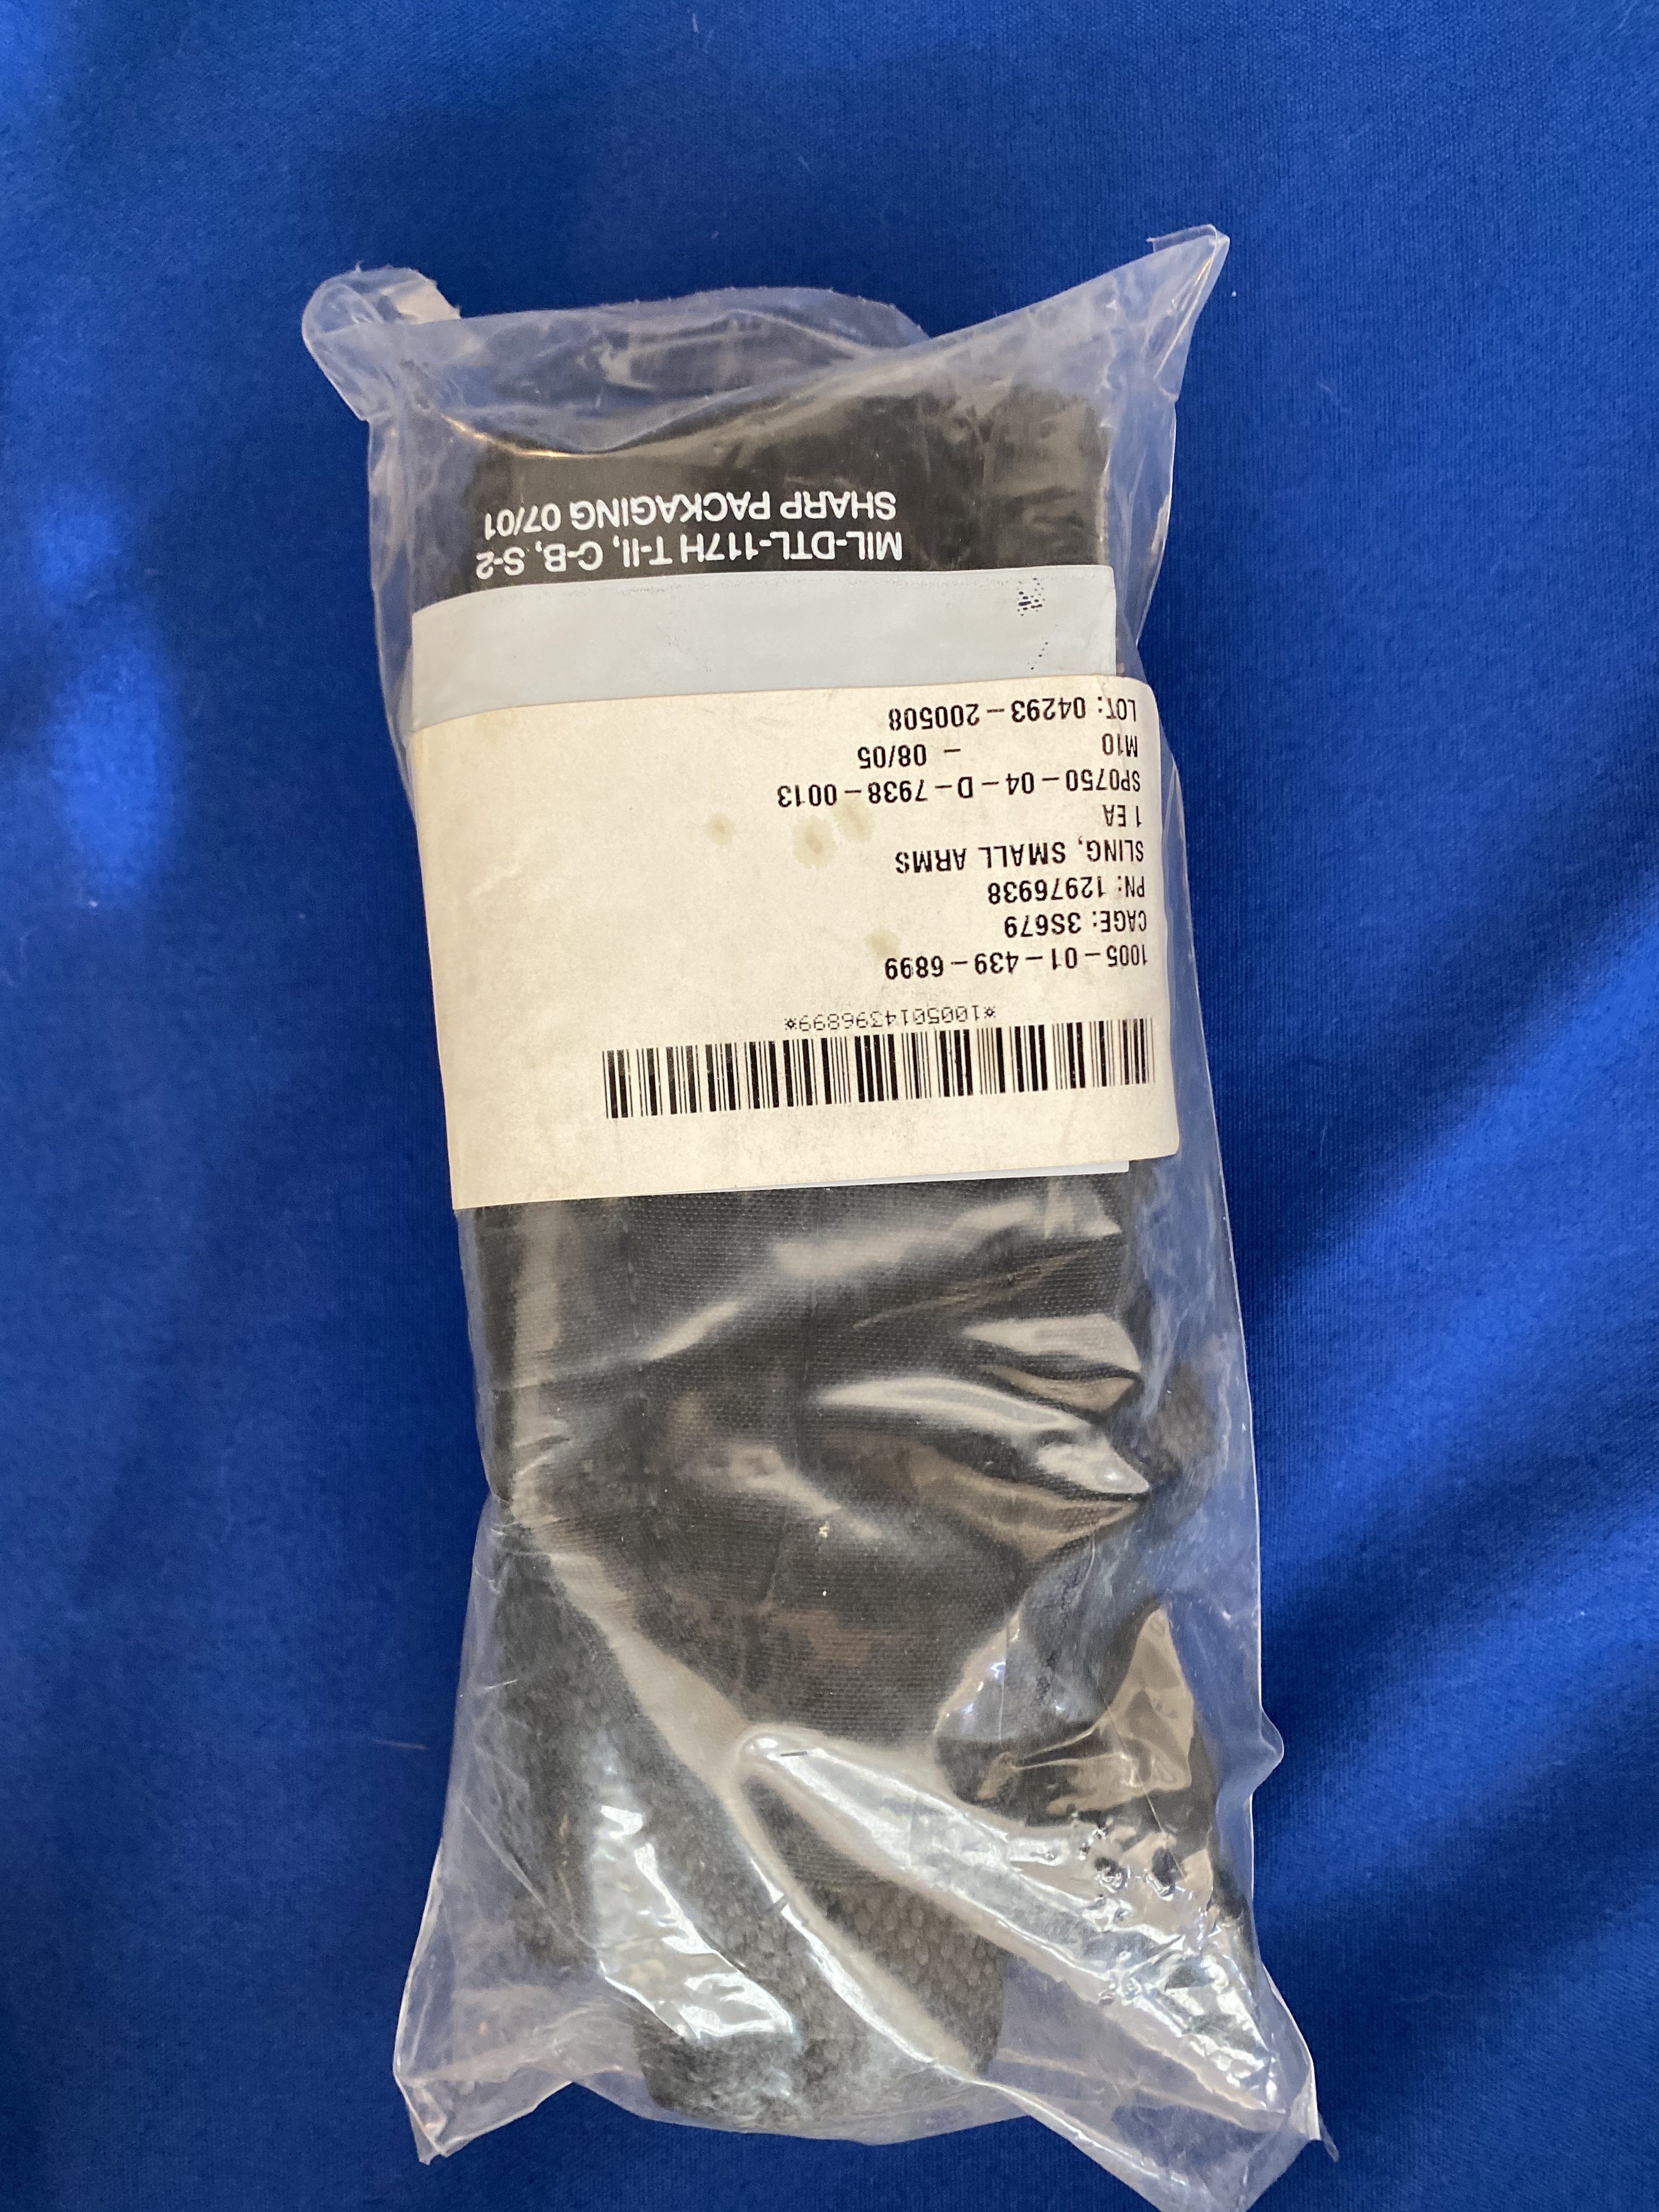 *1005014396899*
1005-01-439-6899
CAGE: 3S679
PN: 12976938
SLING, SMALL ARMS
1 EA
SP0750-04-D-7938-0013
M10 - 08/05
LOT: 04293-200508
MIL-DTL-117H T-II, C-B, S-2
SHARP PACKAGING 07/01